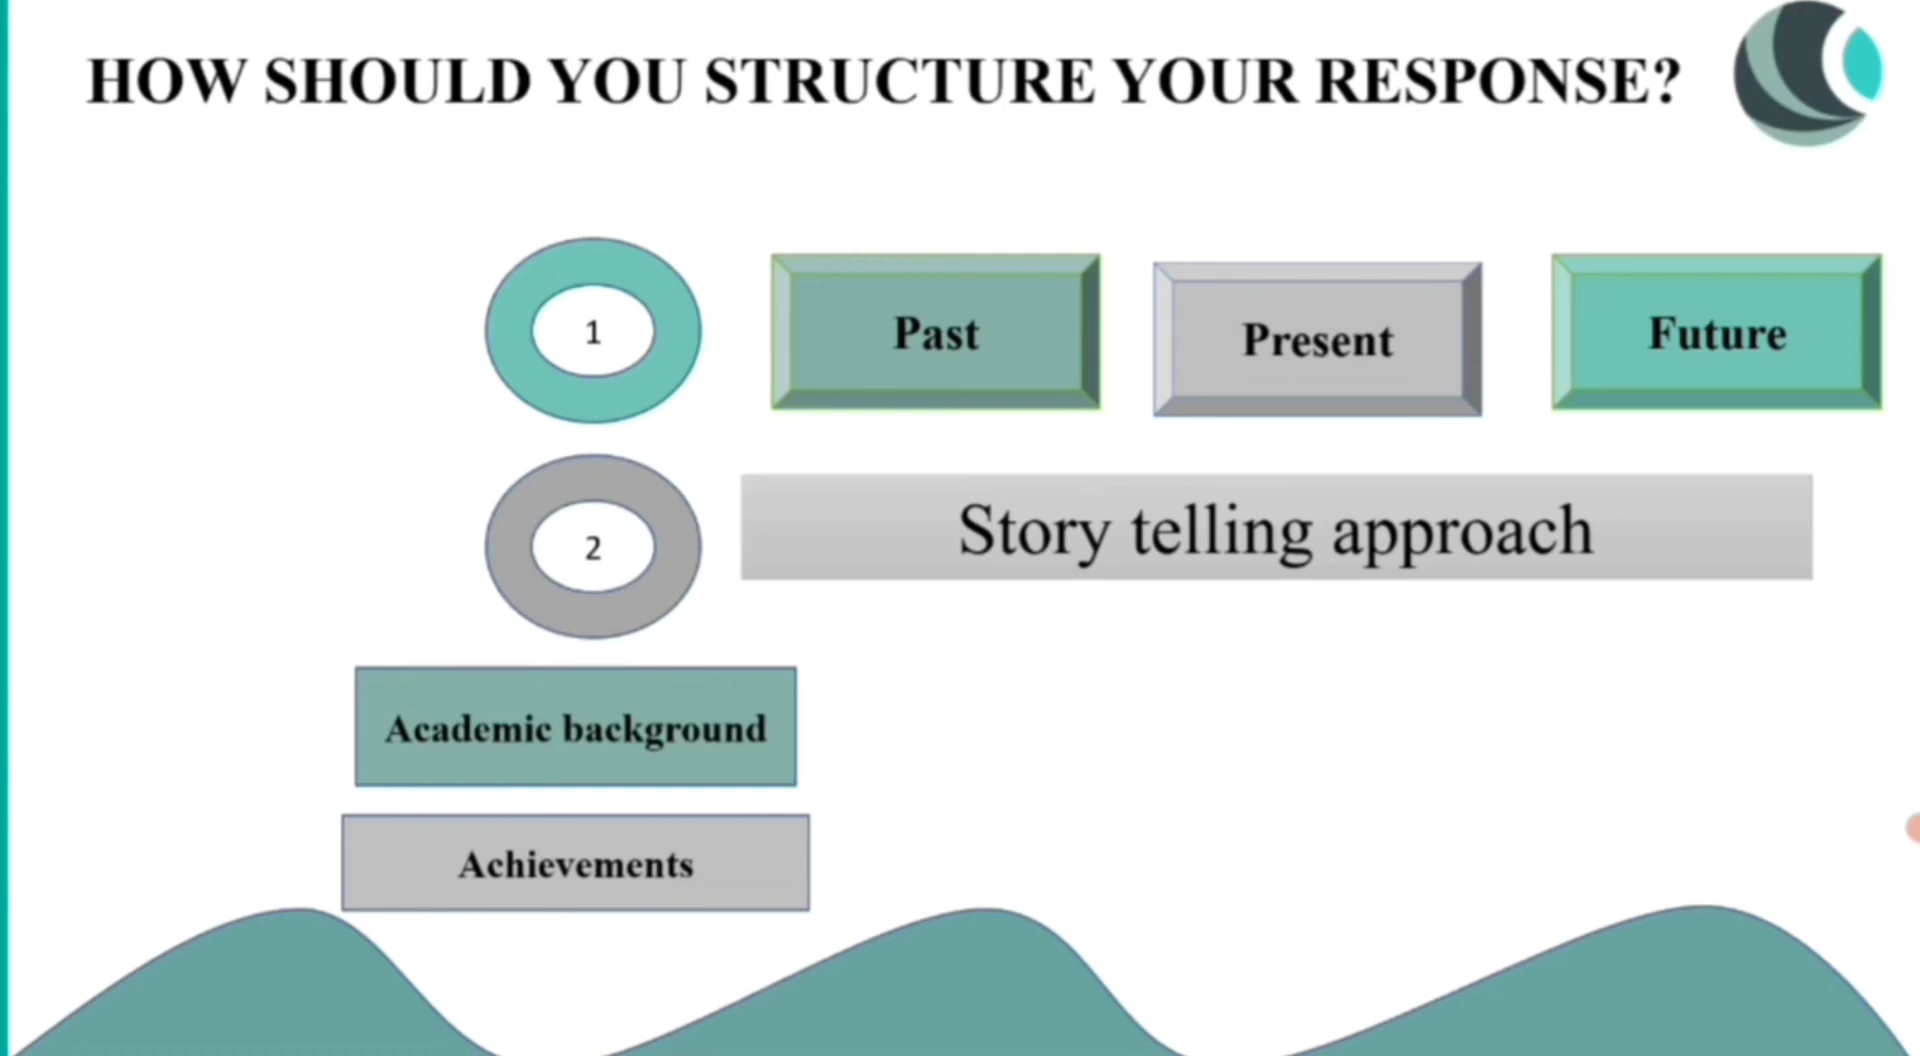 HOW SHOULD YOU STRUCTURE YOUR RESPONSE?
1
Past
Present
Future
2
Story telling approach
Academic background
Achievements